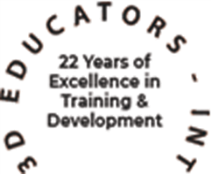 3D EDUCATORS - INT
22 Years of
Excellence in
Training &
Development